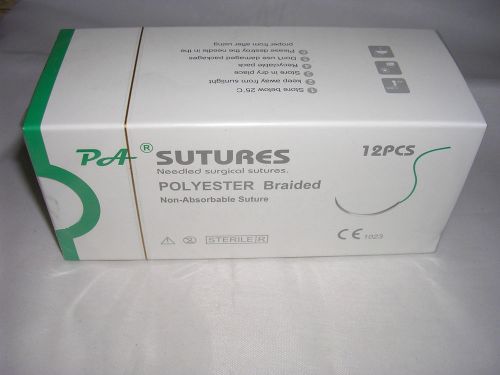 ① Store below 25°C
② keep away from sunlight
③ Store in dry place
④ Recyclable pack
⑤ Don't use damaged packages
⑥ Please destroy the needle in the
proper from after using
PA® SUTURES
12PCS
Needled surgical sutures.
POLYESTER Braided
Non-Absorbable Suture
STERILE R
CE 1023